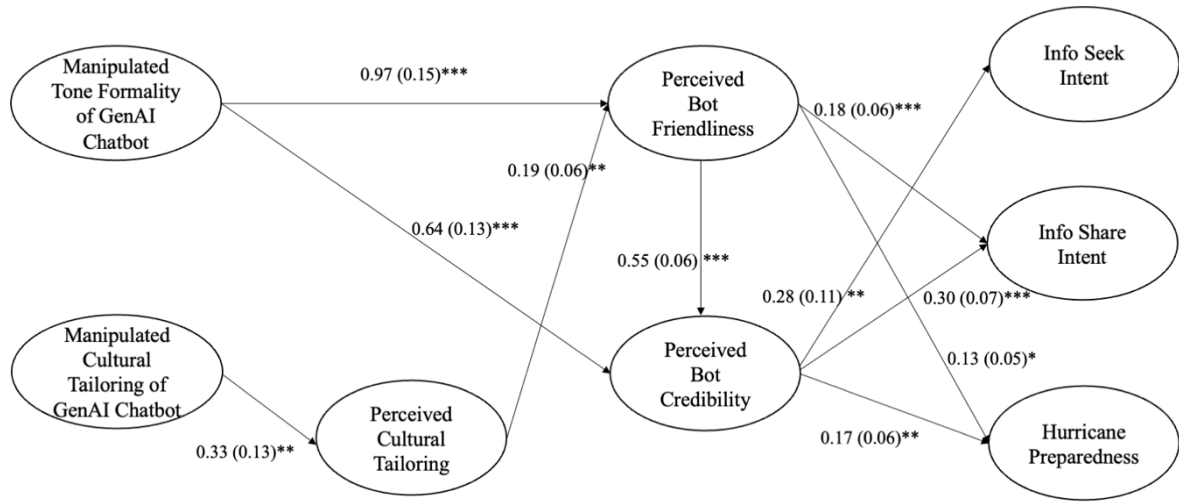 Manipulated
Tone Formality
of GenAI
Chatbot
0.97 (0.15)***
Perceived
Bot
Friendliness
Info Seek
Intent
0.18 (0.06)***
0.19 (0.06)**
0.64 (0.13)***
0.55 (0.06) ***
Info Share
Intent
0.28 (0.11) **
0.30 (0.07)***
Manipulated
Cultural
Tailoring of
GenAI Chatbot
Perceived
Bot
Credibility
0.13 (0.05)*
0.33 (0.13)**
Perceived
Cultural
Tailoring
0.17 (0.06)**
Hurricane
Preparedness